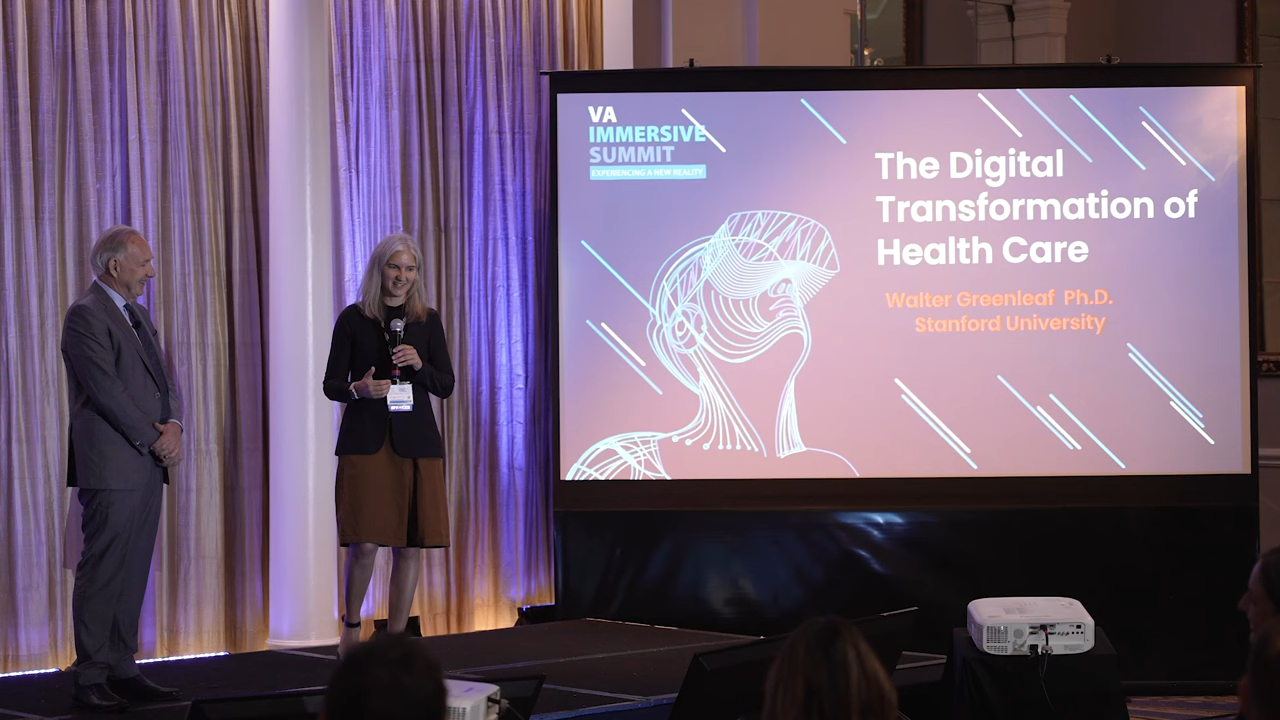 VA
IMMERSIVE
SUMMIT
EXPERIENCING A NEW REALITY
The Digital
Transformation of
Health Care
Walter Greenleaf Ph.D.
Stanford University